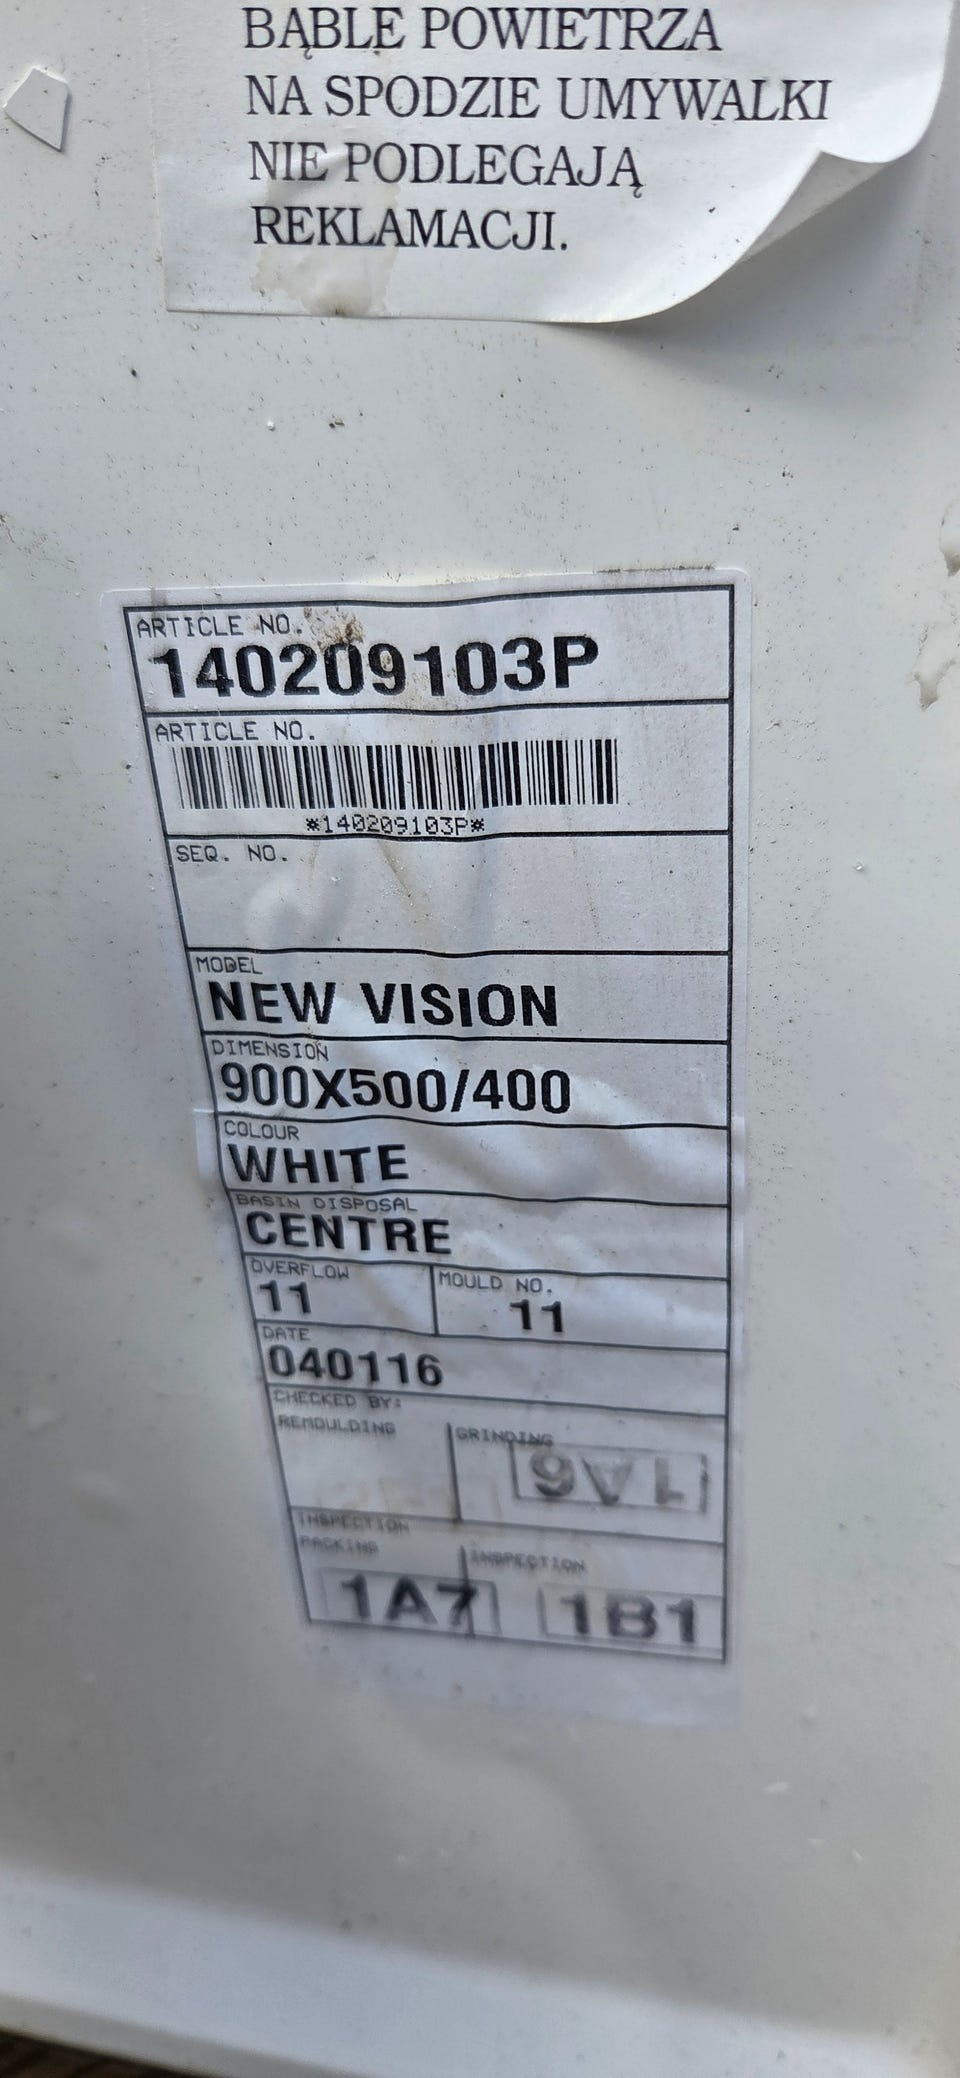 BĄBLE POWIETRZA
NA SPODZIE UMYWALKI
NIE PODLEGAJĄ
REKLAMACJI.
ARTICLE NO.
140209103P
ARTICLE NO.
*140209103P*
SEQ. NO.
MODEL
NEW VISION
DIMENSION
900X500/400
COLOUR
WHITE
BASIN DISPOSAL
CENTRE
OVERFLOW MOULD NO.
11 11
DATE
040116
CHECKED BY:
REMOULDING GRINDING
1A6
INSPECTION
PACKING INSPECTION
1A7 1B1